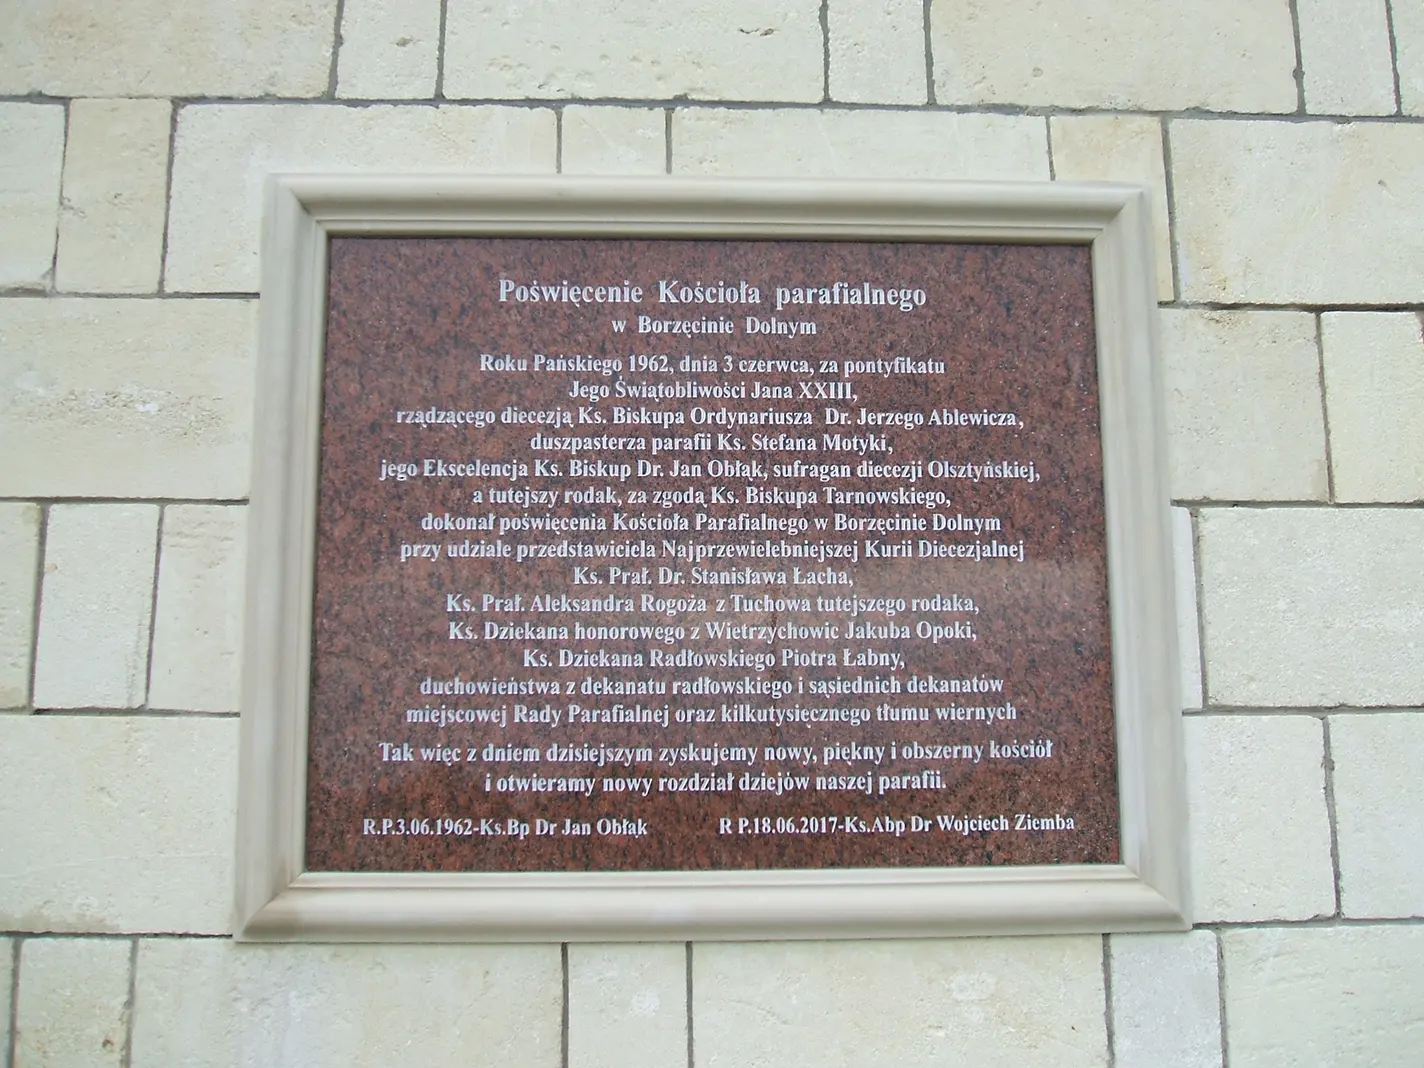 Poświęcenie Kościoła parafialnego
w Borzęcinie Dolnym
Roku Pańskiego 1962, dnia 3 czerwca, za pontyfikatu
Jego Świątobliwości Jana XXIII,
rządzącego diecezją Ks. Biskupa Ordynariusza Dr. Jerzego Ablewicza,
duszpasterza parafii Ks. Stefana Motyki,
jego Ekscelencja Ks. Biskup Dr. Jan Obłąk, sufragan diecezji Olsztyńskiej,
a tutejszy rodak, za zgodą Ks. Biskupa Tarnowskiego,
dokonał poświęcenia Kościoła Parafialnego w Borzęcinie Dolnym
przy udziale przedstawiciela Najprzewielebniejszej Kurii Diecezjalnej
Ks. Prał. Dr. Stanisława Łacha,
Ks. Prał. Aleksandra Rogoża z Tuchowa tutejszego rodaka,
Ks. Dziekana honorowego z Wietrzychowic Jakuba Opoki,
Ks. Dziekana Radłowskiego Piotra Łabny,
duchowieństwa z dekanatu radłowskiego i sąsiednich dekanatów
miejscowej Rady Parafialnej oraz kilkutysięcznego tłumu wiernych
Tak więc z dniem dzisiejszym zyskujemy nowy, piękny i obszerny kościół
i otwieramy nowy rozdział dziejów naszej parafii.
R.P.3.06.1962-Ks.Bp Dr Jan Obłąk R P.18.06.2017-Ks.Abp Dr Wojciech Ziemba